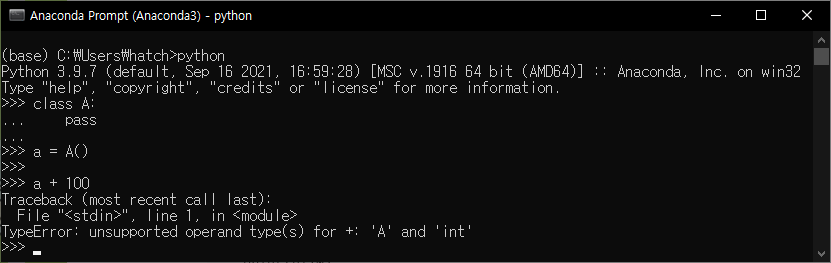 Anaconda Prompt (Anaconda3) - python
(base) C:₩Users₩hatch>python
Python 3.9.7 (default, Sep 16 2021, 16:59:28) [MSC v.1916 64 bit (AMD64)] :: Anaconda, Inc. on win32
Type "help", "copyright", "credits" or "license" for more information.
>>> class A:
...     pass
...
>>> a = A()
>>>
>>> a + 100
Traceback (most recent call last):
  File "<stdin>", line 1, in <module>
TypeError: unsupported operand type(s) for +: 'A' and 'int'
>>>